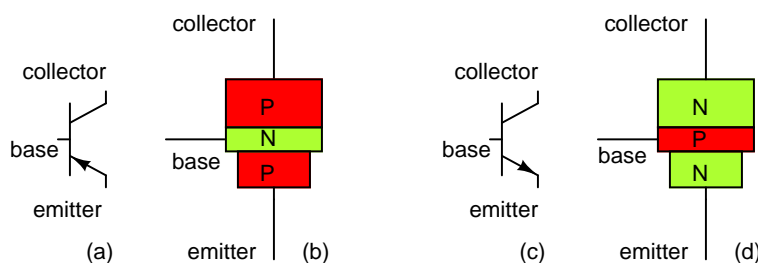 collector
base
emitter
(a)
collector
P
N
P
base
emitter
(b)
collector
base
emitter
(c)
collector
N
P
N
base
emitter
(d)